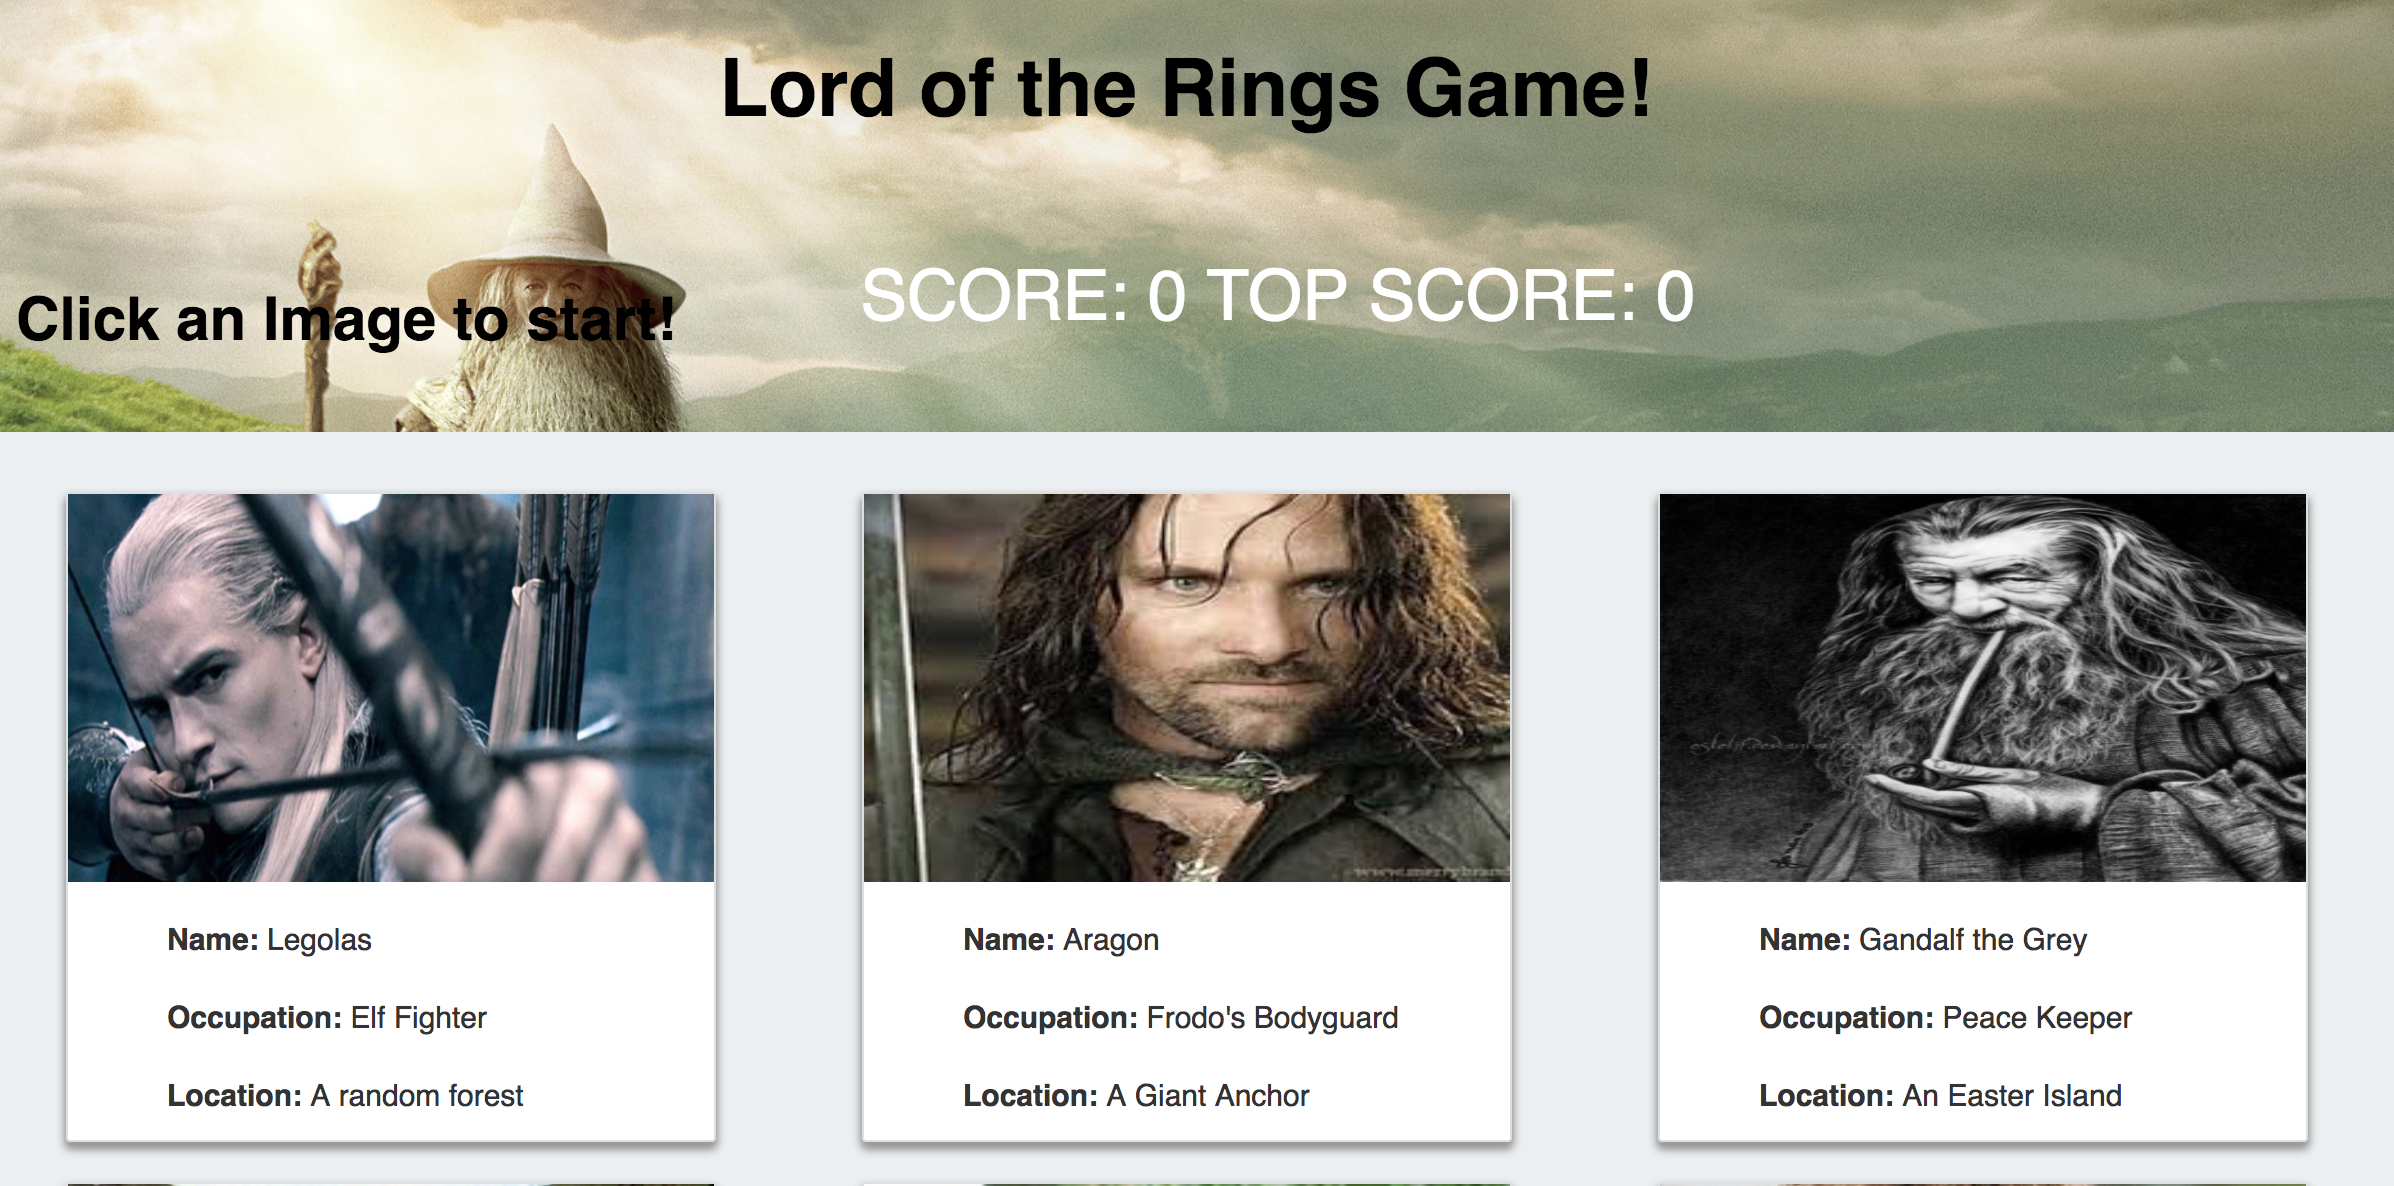 Lord of the Rings Game!
Click an Image to start!
SCORE: 0 TOP SCORE: 0
Name: Legolas
Occupation: Elf Fighter
Location: A random forest
Name: Aragon
Occupation: Frodo's Bodyguard
Location: A Giant Anchor
Name: Gandalf the Grey
Occupation: Peace Keeper
Location: An Easter Island